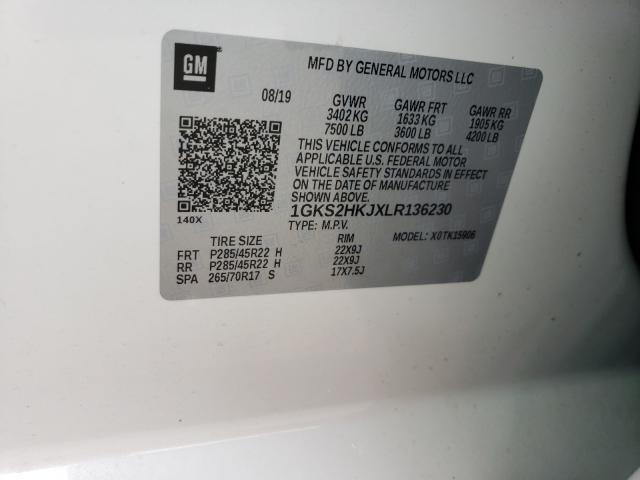 GM
MFD BY GENERAL MOTORS LLC
08/19 GVWR GAWR FRT GAWR RR
3402 KG 1633 KG 1905 KG
7500 LB 3600 LB 4200 LB
THIS VEHICLE CONFORMS TO ALL
APPLICABLE U.S. FEDERAL MOTOR
VEHICLE SAFETY STANDARDS IN EFFECT
ON THE DATE OF MANUFACTURE
SHOWN ABOVE.
140X
1GKS2HKJXLR136230
TYPE: M.P.V. MODEL: X0TK15906
TIRE SIZE RIM
FRT P285/45R22 H 22X9J
RR P285/45R22 H 22X9J
SPA 265/70R17 S 17X7.5J